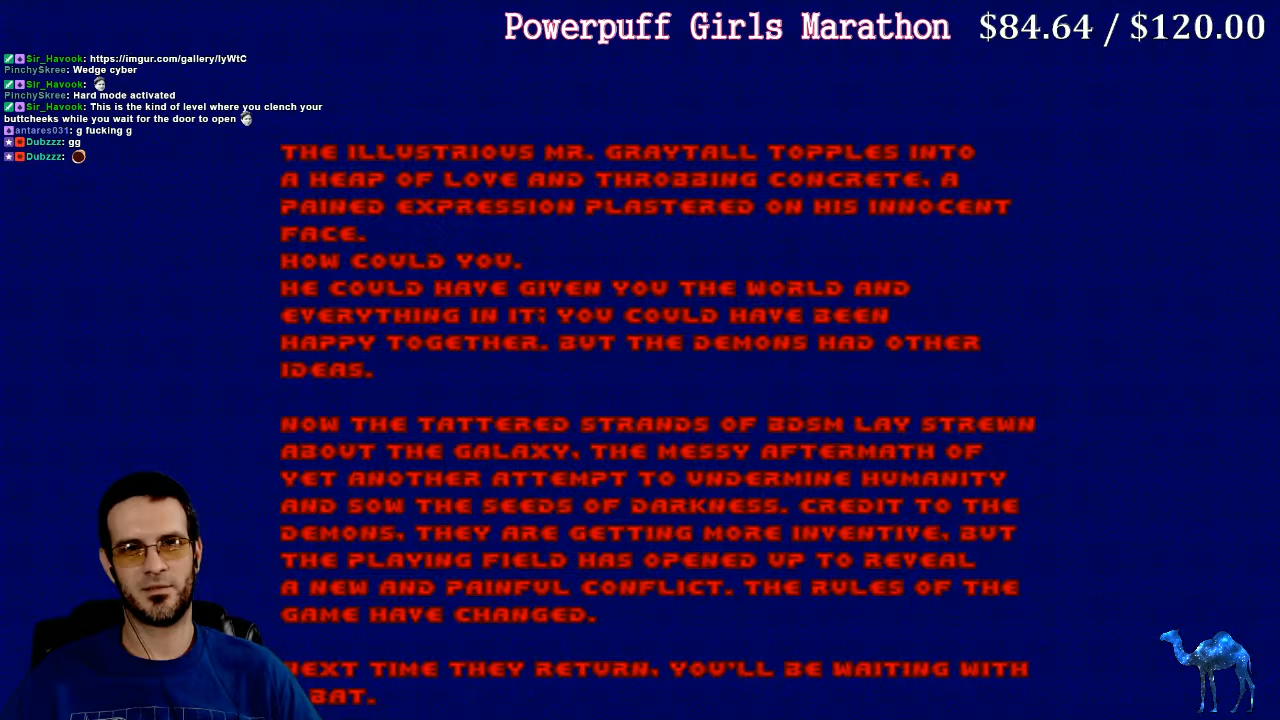 Powerpuff Girls Marathon $84.64 / $120.00
Sir_Havook: https://imgur.com/gallery/IyWtC
PinchySkree: Wedge cyber
Sir_Havook:
PinchySkree: Hard mode activated
Sir_Havook: This is the kind of level where you clench your
buttcheeks while you wait for the door to open
antares031: g fucking g
Dubzzz: gg
Dubzzz:
THE ILLUSTRIOUS MR. GRAYTALL TOPPLES INTO
A HEAP OF LOVE AND THROBBING CONCRETE, A
PAINED EXPRESSION PLASTERED ON HIS INNOCENT
FACE.
HOW COULD YOU.
HE COULD HAVE GIVEN YOU THE WORLD AND
EVERYTHING IN IT; YOU COULD HAVE BEEN
HAPPY TOGETHER. BUT THE DEMONS HAD OTHER
IDEAS.
NOW THE TATTERED STRANDS OF BDSM LAY STREWN
ABOUT THE GALAXY, THE MESSY AFTERMATH OF
YET ANOTHER ATTEMPT TO UNDERMINE HUMANITY
AND SOW THE SEEDS OF DARKNESS. CREDIT TO THE
DEMONS, THEY ARE GETTING MORE INVENTIVE, BUT
THE PLAYING FIELD HAS OPENED UP TO REVEAL
A NEW AND PAINFUL CONFLICT. THE RULES OF THE
GAME HAVE CHANGED.
NEXT TIME THEY RETURN, YOU'LL BE WAITING WITH
BAT.